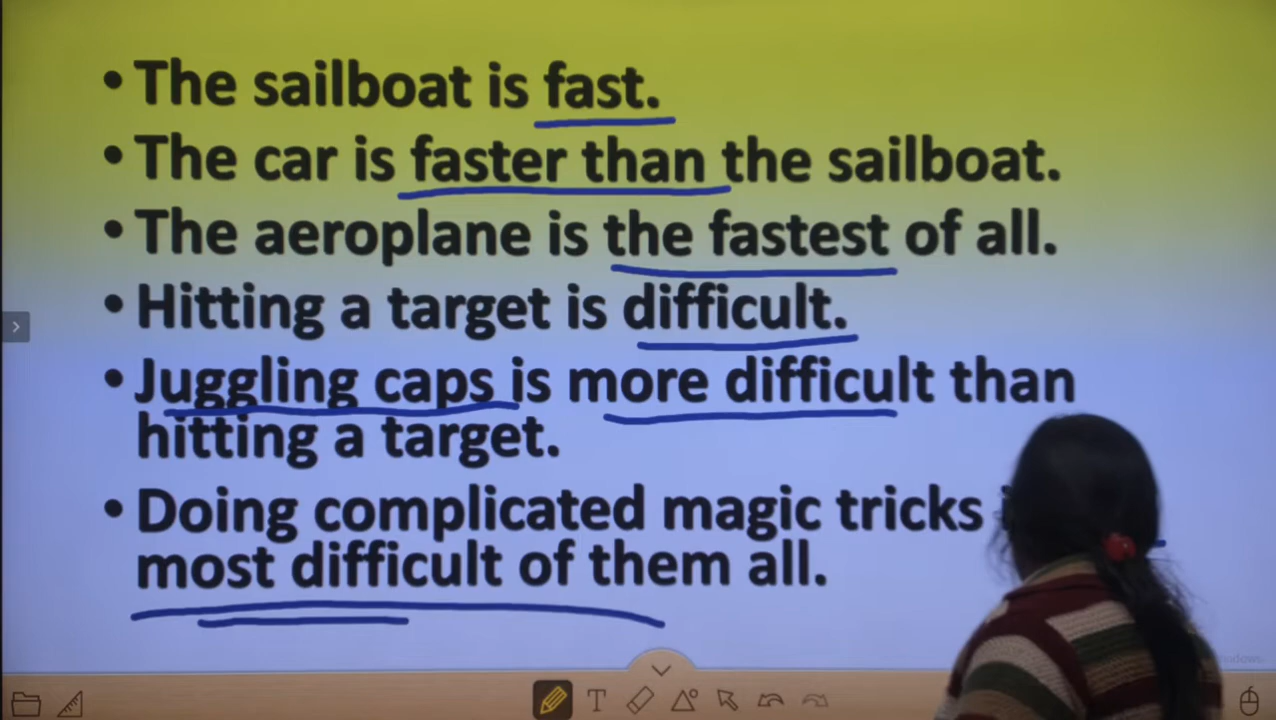 • The sailboat is fast.
• The car is faster than the sailboat.
• The aeroplane is the fastest of all.
• Hitting a target is difficult.
• Juggling caps is more difficult than
hitting a target.
• Doing complicated magic tricks
most difficult of them all.